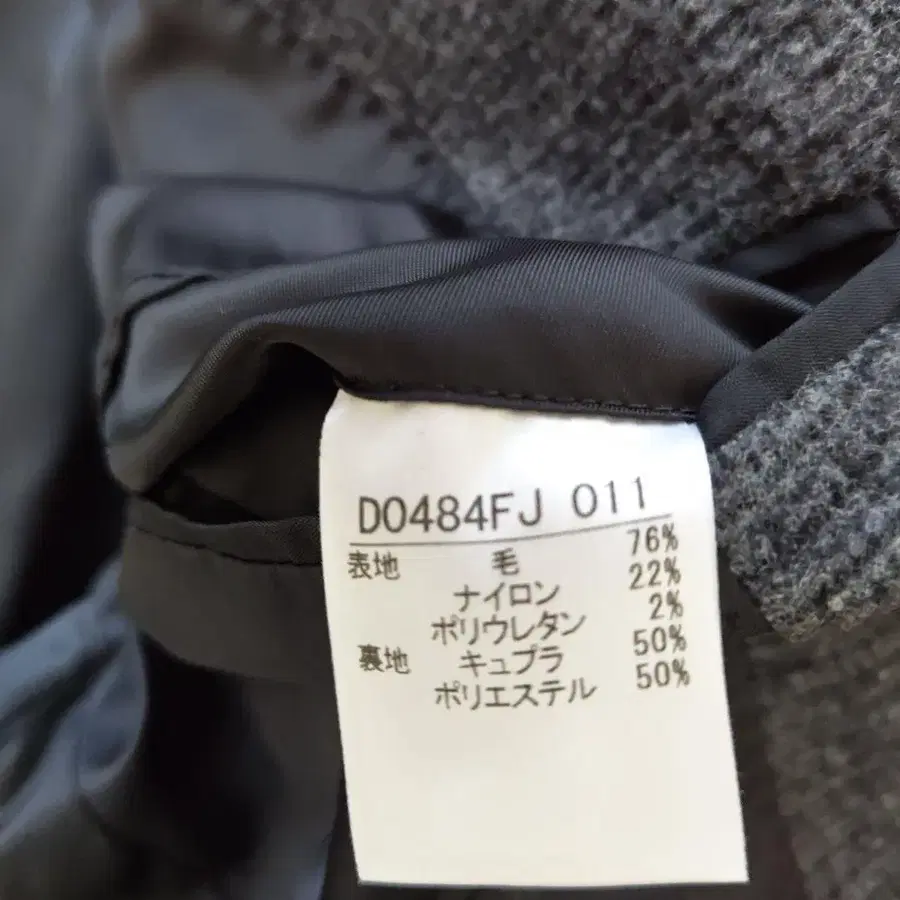 D0484FJ 011
表地 毛 76%
ナイロン 22%
ポリウレタン 2%
裏地 キュプラ 50%
ポリエステル 50%